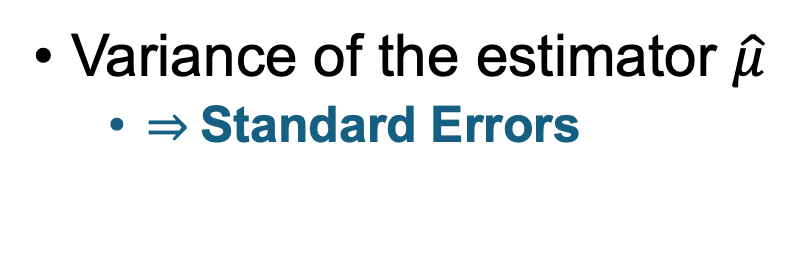 • Variance of the estimator μ̂
• ⇒ Standard Errors